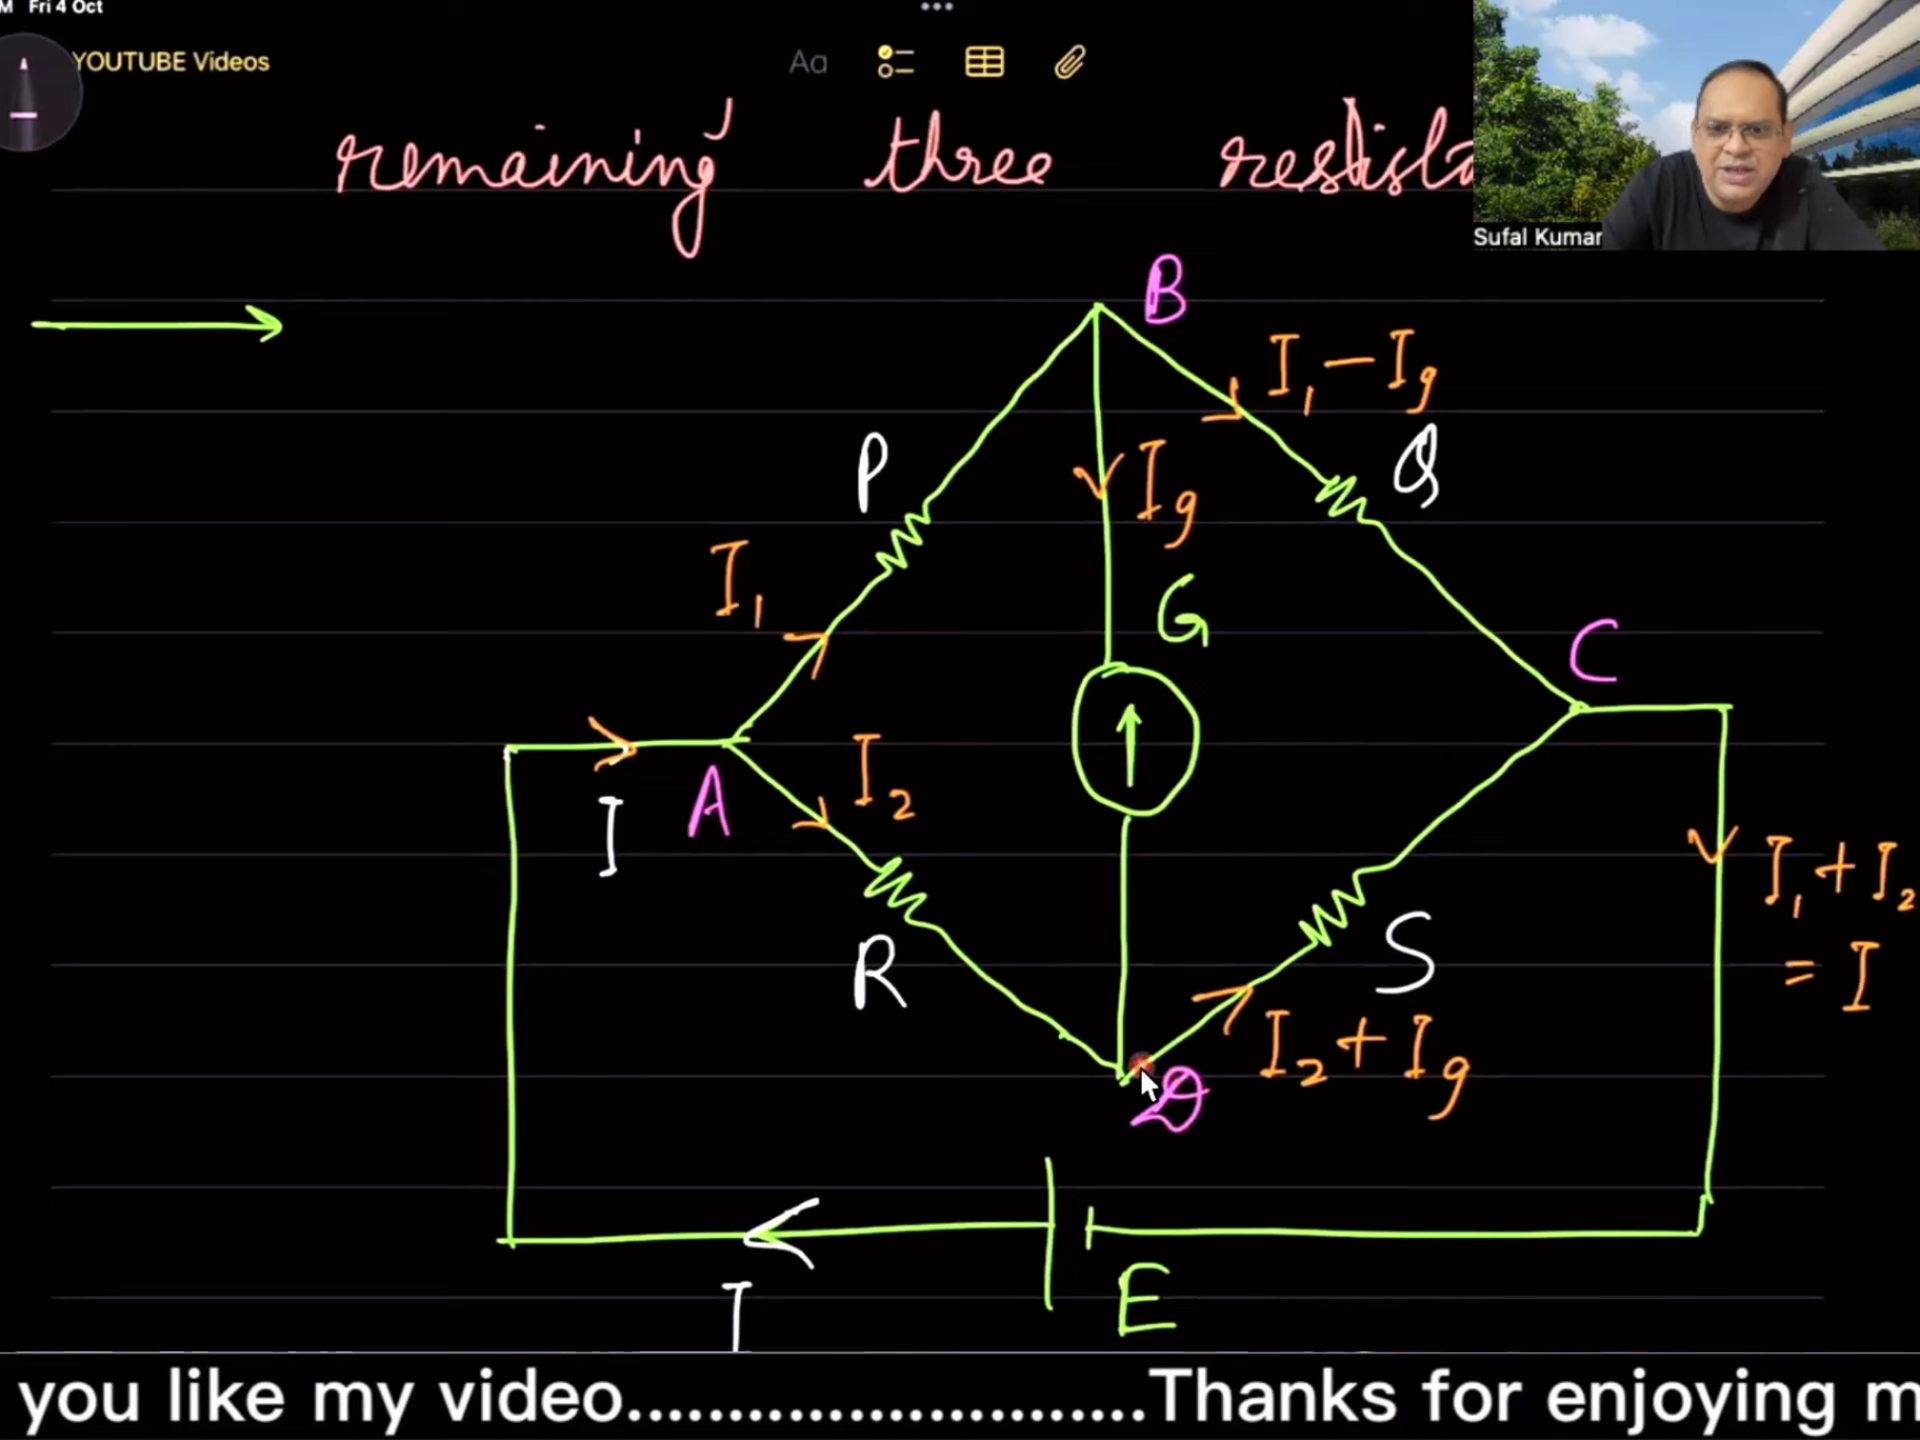 M Fri 4 Oct
YOUTUBE Videos
Aa
Sufal Kumar
remaining three
B
I₁ - Ig
P
Ig
Q
I₁
G
C
I₂
A
I
I₁ + I₂
= I
R
S
I₂ + Ig
D
E
I
you like my video..........................Thanks for enjoying m